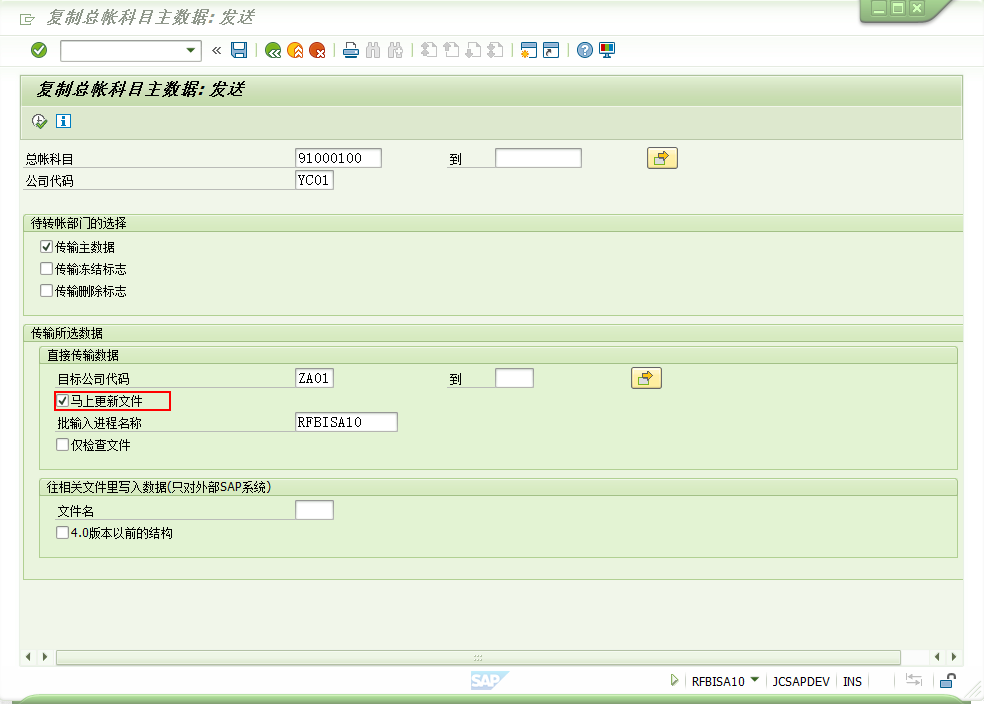 复制总帐科目主数据: 发送
复制总帐科目主数据: 发送
总帐科目 91000100 到
公司代码 YC01
待转帐部门的选择
传输主数据
传输冻结标志
传输删除标志
传输所选数据
直接传输数据
目标公司代码 ZA01 到
马上更新文件
批输入进程名称 RFBISA10
仅检查文件
往相关文件里写入数据(只对外部SAP系统)
文件名
4.0版本以前的结构
SAP RFBISA10 JCSAPDEV INS